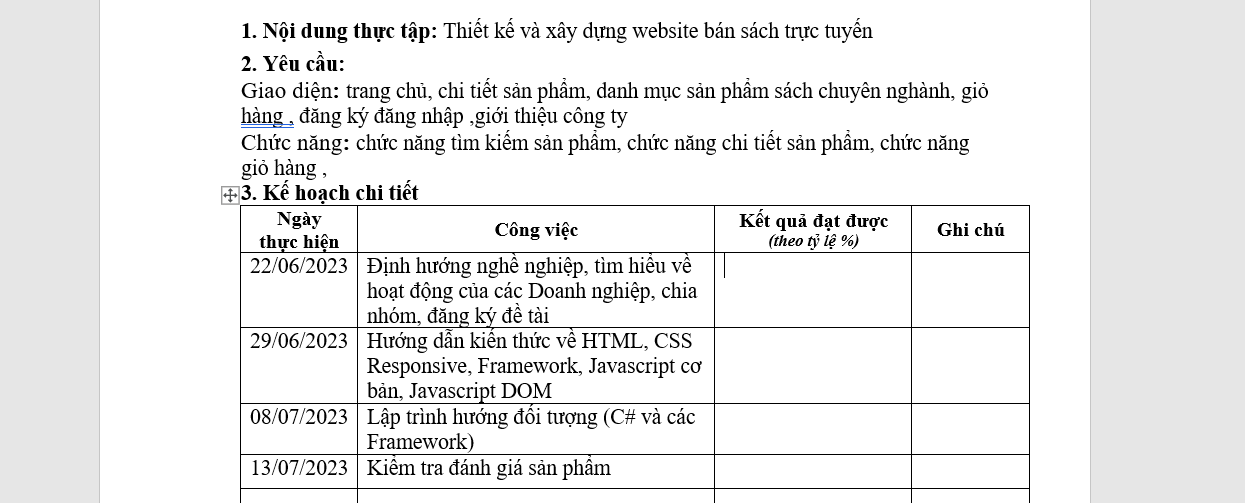 1. Nội dung thực tập: Thiết kế và xây dựng website bán sách trực tuyến
2. Yêu cầu:
Giao diện: trang chủ, chi tiết sản phẩm, danh mục sản phẩm sách chuyên nghành, giỏ
hàng , đăng ký đăng nhập ,giới thiệu công ty
Chức năng: chức năng tìm kiếm sản phẩm, chức năng chi tiết sản phẩm, chức năng
giỏ hàng ,
3. Kế hoạch chi tiết
Ngày
thực hiện
Công việc
Kết quả đạt được
(theo tỷ lệ %)
Ghi chú
22/06/2023
Định hướng nghề nghiệp, tìm hiểu về
hoạt động của các Doanh nghiệp, chia
nhóm, đăng ký đề tài
29/06/2023
Hướng dẫn kiến thức về HTML, CSS
Responsive, Framework, Javascript cơ
bản, Javascript DOM
08/07/2023
Lập trình hướng đối tượng (C# và các
Framework)
13/07/2023
Kiểm tra đánh giá sản phẩm